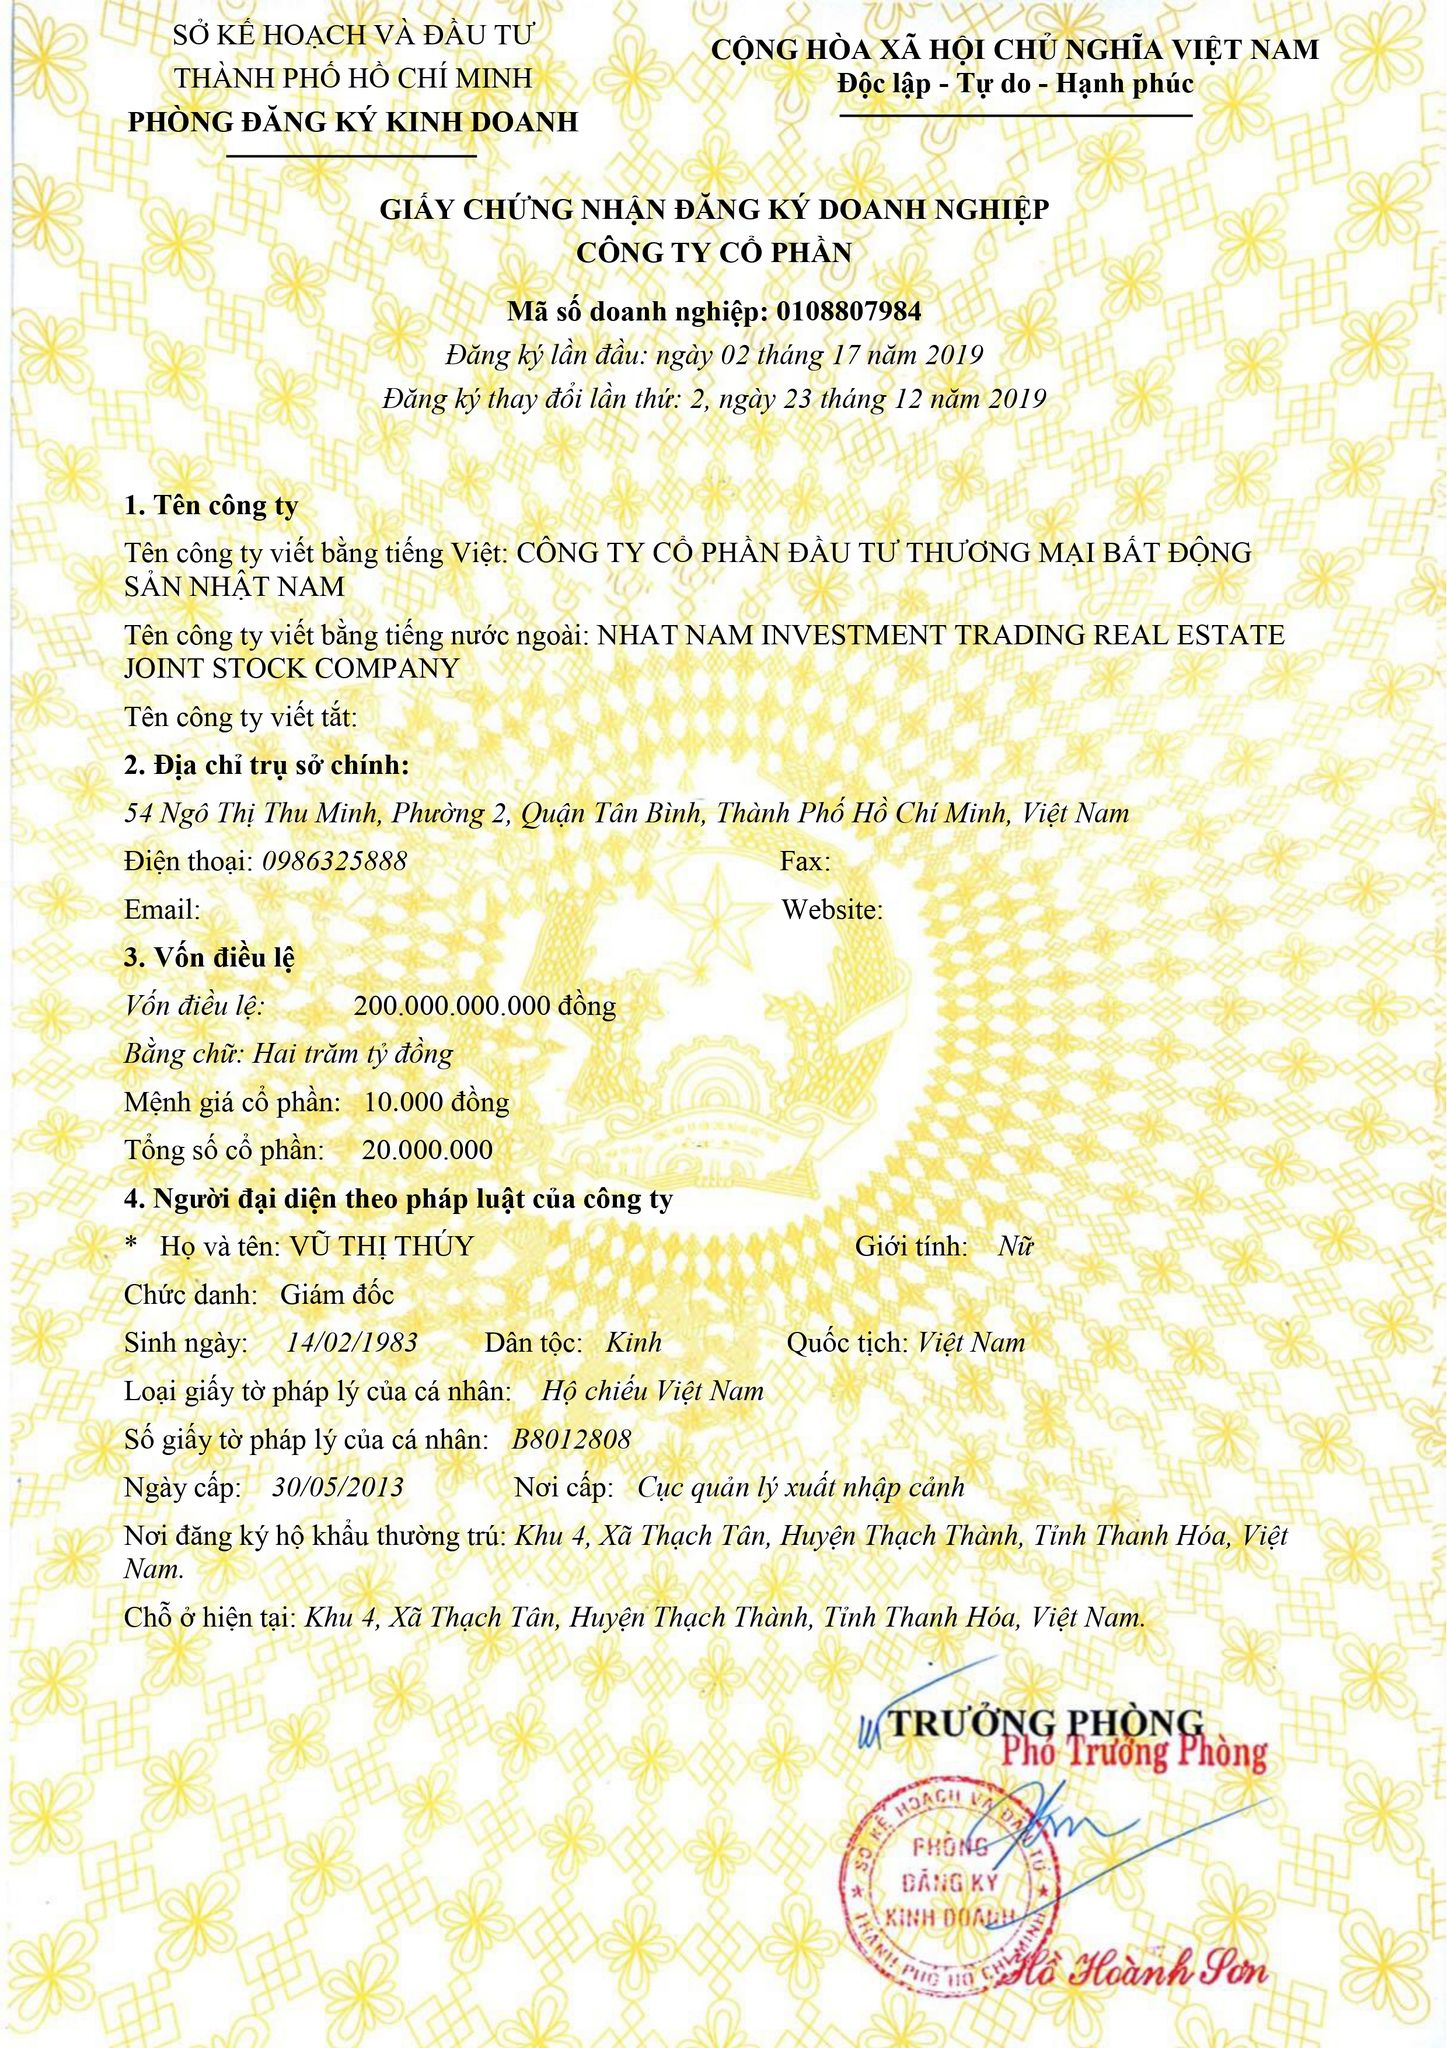 SỞ KẾ HOẠCH VÀ ĐẦU TƯ
THÀNH PHỐ HỒ CHÍ MINH
PHÒNG ĐĂNG KÝ KINH DOANH
CỘNG HÒA XÃ HỘI CHỦ NGHĨA VIỆT NAM
Độc lập - Tự do - Hạnh phúc
GIẤY CHỨNG NHẬN ĐĂNG KÝ DOANH NGHIỆP
CÔNG TY CỔ PHẦN
Mã số doanh nghiệp: 0108807984
Đăng ký lần đầu: ngày 02 tháng 17 năm 2019
Đăng ký thay đổi lần thứ: 2, ngày 23 tháng 12 năm 2019
1. Tên công ty
Tên công ty viết bằng tiếng Việt: CÔNG TY CỔ PHẦN ĐẦU TƯ THƯƠNG MẠI BẤT ĐỘNG
SẢN NHẬT NAM
Tên công ty viết bằng tiếng nước ngoài: NHAT NAM INVESTMENT TRADING REAL ESTATE
JOINT STOCK COMPANY
Tên công ty viết tắt:
2. Địa chỉ trụ sở chính:
54 Ngô Thị Thu Minh, Phường 2, Quận Tân Bình, Thành Phố Hồ Chí Minh, Việt Nam
Điện thoại: 0986325888 Fax:
Email: Website:
3. Vốn điều lệ
Vốn điều lệ: 200.000.000.000 đồng
Bằng chữ: Hai trăm tỷ đồng
Mệnh giá cổ phần: 10.000 đồng
Tổng số cổ phần: 20.000.000
4. Người đại diện theo pháp luật của công ty
* Họ và tên: VŨ THỊ THÚY Giới tính: Nữ
Chức danh: Giám đốc
Sinh ngày: 14/02/1983 Dân tộc: Kinh Quốc tịch: Việt Nam
Loại giấy tờ pháp lý của cá nhân: Hộ chiếu Việt Nam
Số giấy tờ pháp lý của cá nhân: B8012808
Ngày cấp: 30/05/2013 Nơi cấp: Cục quản lý xuất nhập cảnh
Nơi đăng ký hộ khẩu thường trú: Khu 4, Xã Thạch Tân, Huyện Thạch Thành, Tỉnh Thanh Hóa, Việt
Nam.
Chỗ ở hiện tại: Khu 4, Xã Thạch Tân, Huyện Thạch Thành, Tỉnh Thanh Hóa, Việt Nam.
TRƯỞNG PHÒNG
Phó Trưởng Phòng
SỞ KẾ HOẠCH VÀ ĐẦU TƯ
PHÒNG
ĐĂNG KÝ
KINH DOANH
THÀNH PHỐ HỒ CHÍ MINH
Hồ Hoành Sơn